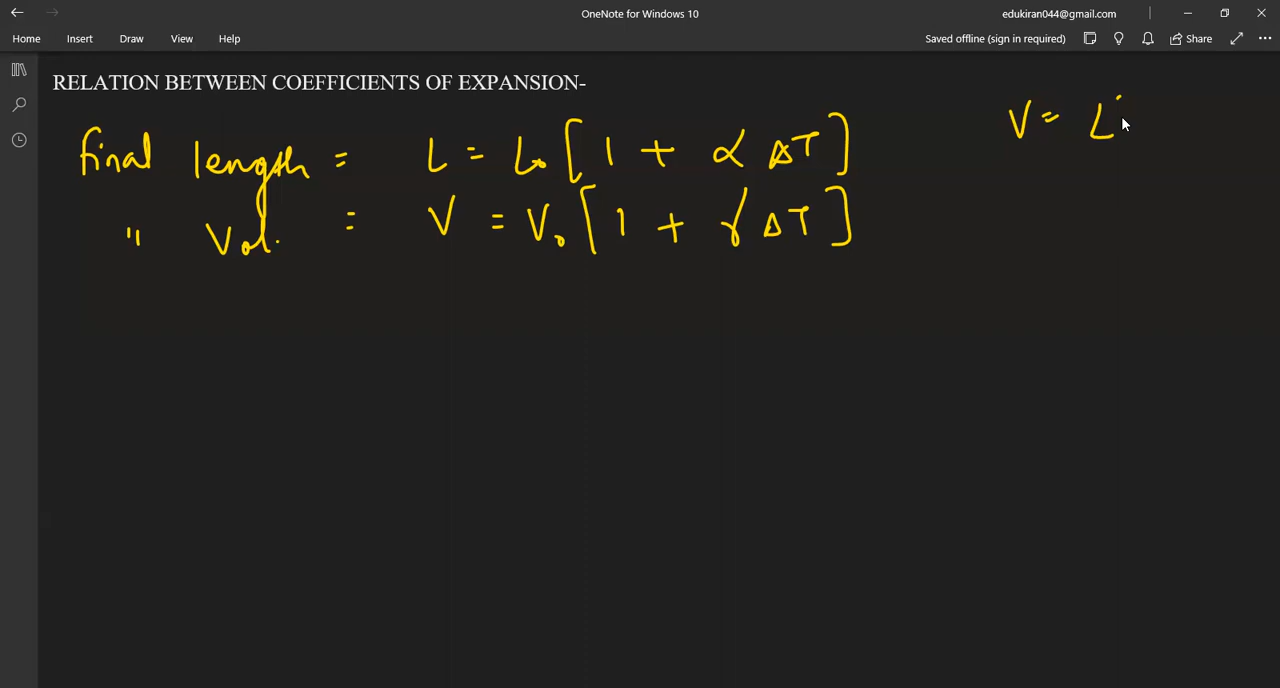 OneNote for Windows 10
edukiran044@gmail.com
Home Insert Draw View Help
Saved offline (sign in required) Share
RELATION BETWEEN COEFFICIENTS OF EXPANSION-
V = L
final length = L = L₀ [ 1 + α ΔT ]
" Vol. = V = V₀ [ 1 + γ ΔT ]